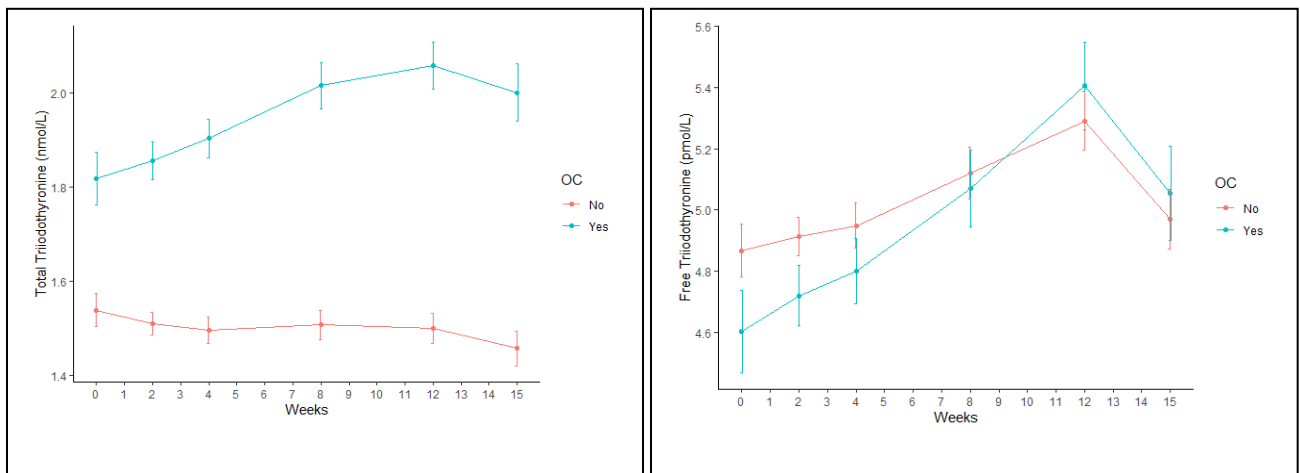 Total Triiodothyronine (nmol/L)
2.0
1.8
1.6
1.4
0 1 2 3 4 5 6 7 8 9 10 11 12 13 14 15
Weeks
OC
No
Yes
Free Triiodothyronine (pmol/L)
5.6
5.4
5.2
5.0
4.8
4.6
0 1 2 3 4 5 6 7 8 9 10 11 12 13 14 15
Weeks
OC
No
Yes